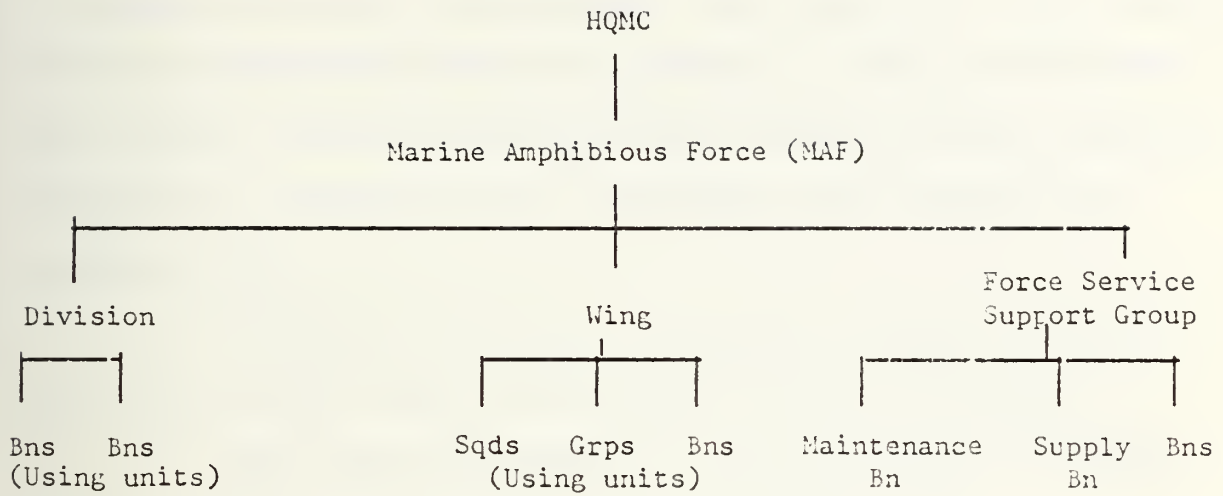 HQMC
Marine Amphibious Force (MAF)
Division
Wing
Force Service
Support Group
Bns Bns
(Using units)
Sqds Grps Bns
(Using units)
Maintenance
Bn
Supply
Bn
Bns